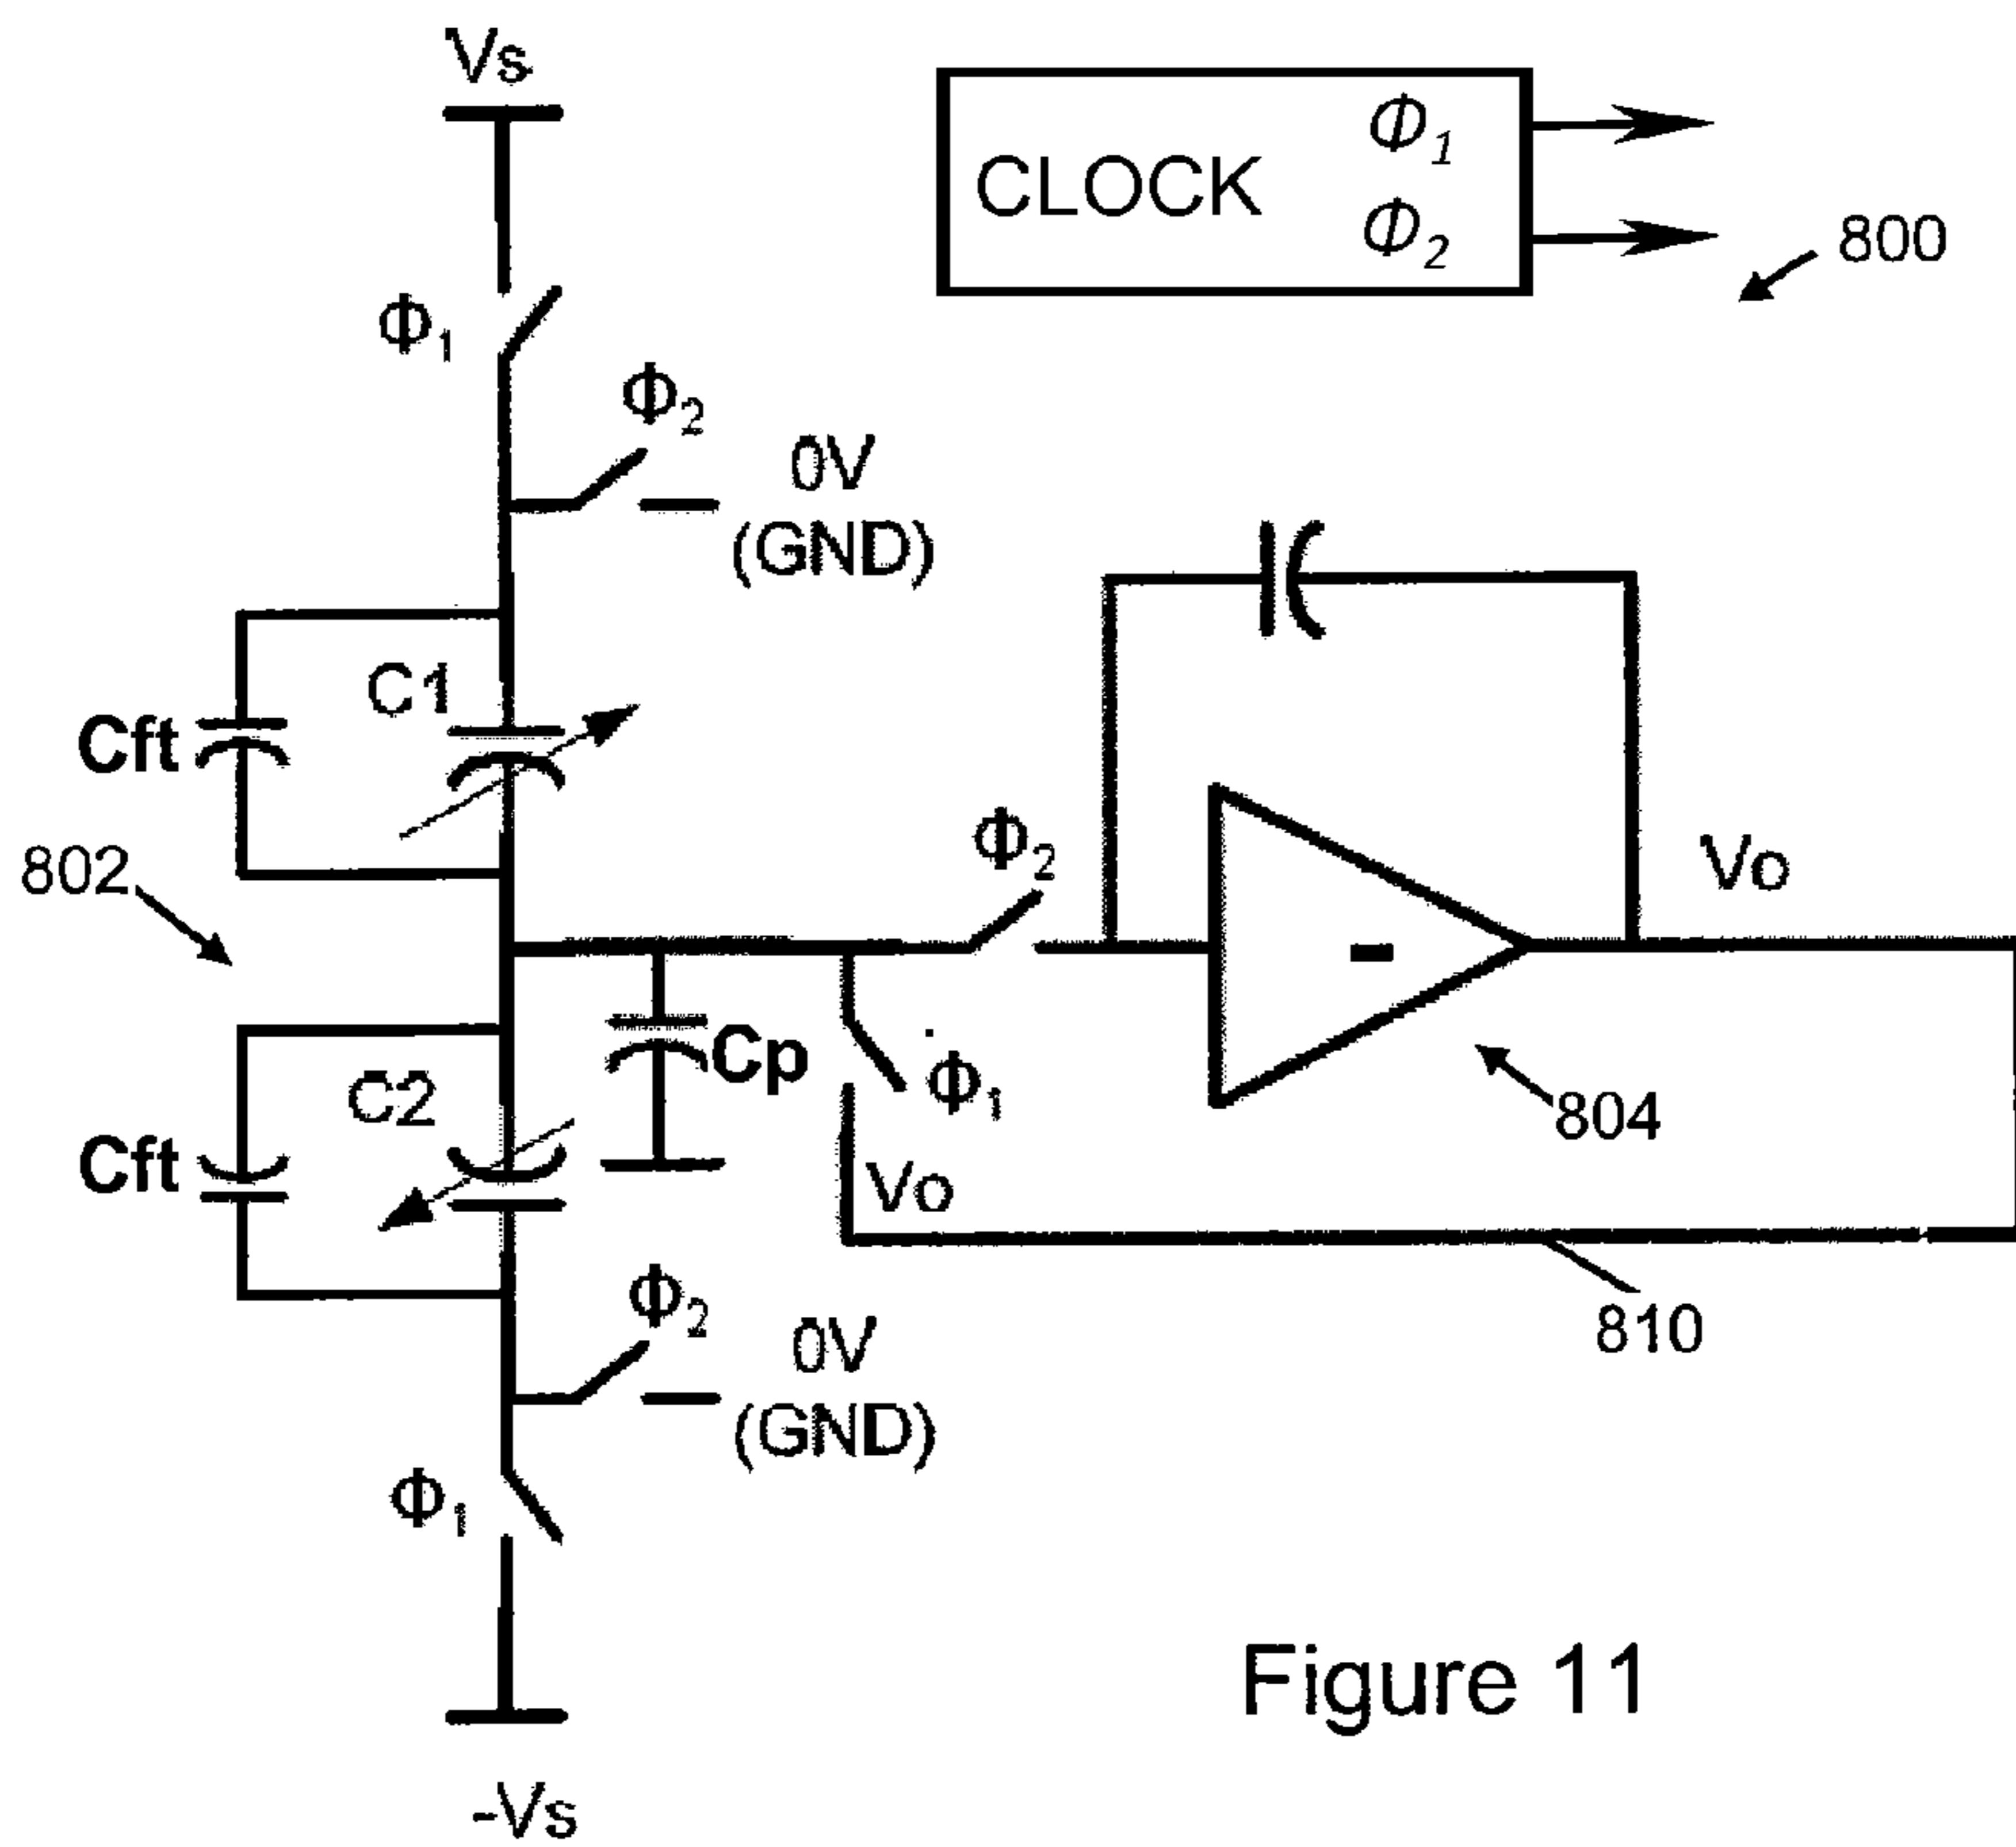 Vs
CLOCK Φ1
Φ2
800
Φ1
Φ2
0V
(GND)
C1
Cft
802
Φ2
Vo
Cp
Φ1
C2
Cft
804
Vo
Φ2
0V
(GND)
810
Φ1
Figure 11
-Vs
-